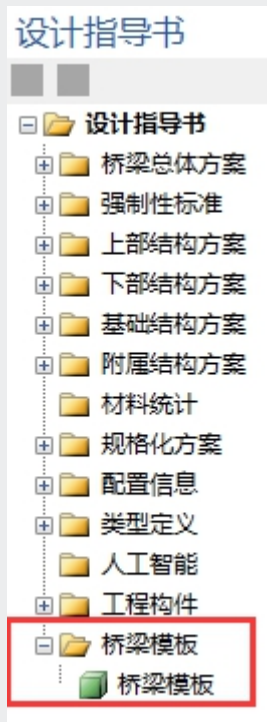 设计指导书
设计指导书
桥梁总体方案
强制性标准
上部结构方案
下部结构方案
基础结构方案
附属结构方案
材料统计
规格化方案
配置信息
类型定义
人工智能
工程构件
桥梁模板
桥梁模板